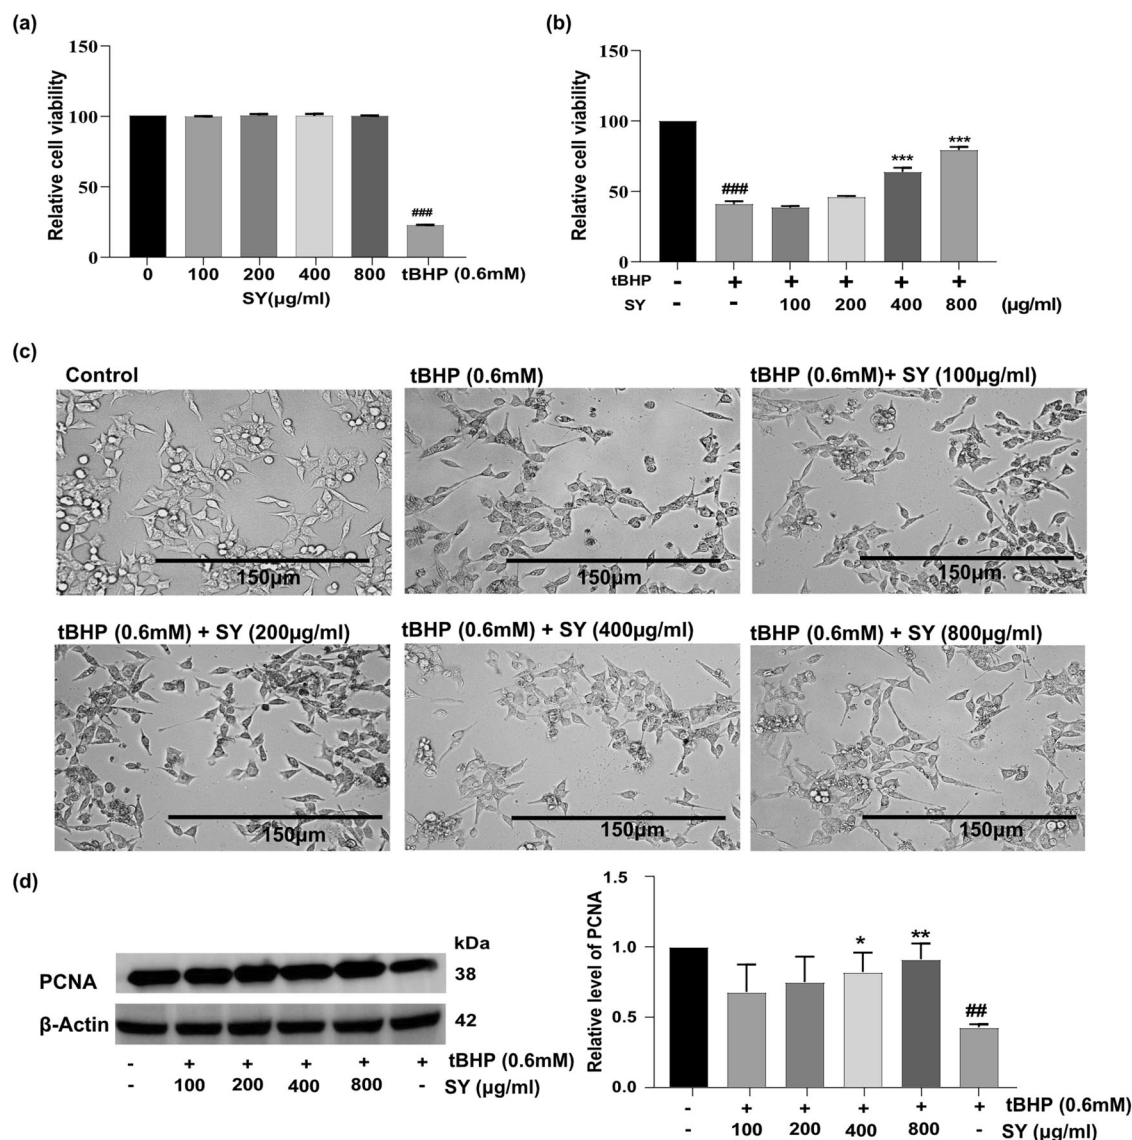 (a)
150
100
50
0
Relative cell viability
###
0 100 200 400 800 tBHP (0.6mM)
SY(µg/ml)
(b)
150
100
50
0
Relative cell viability
### *** ***
tBHP - + + + + +
SY - - 100 200 400 800 (µg/ml)
(c)
Control
150µm
tBHP (0.6mM)
150µm
tBHP (0.6mM)+ SY (100µg/ml)
150µm
tBHP (0.6mM) + SY (200µg/ml)
150µm
tBHP (0.6mM) + SY (400µg/ml)
150µm
tBHP (0.6mM) + SY (800µg/ml)
150µm
(d)
kDa
PCNA 38
β-Actin 42
- + + + + + tBHP (0.6mM)
- 100 200 400 800 - SY (µg/ml)
1.5
1.0
0.5
0.0
Relative level of PCNA
* ** ##
- + + + + + tBHP (0.6mM)
- 100 200 400 800 - SY (µg/ml)